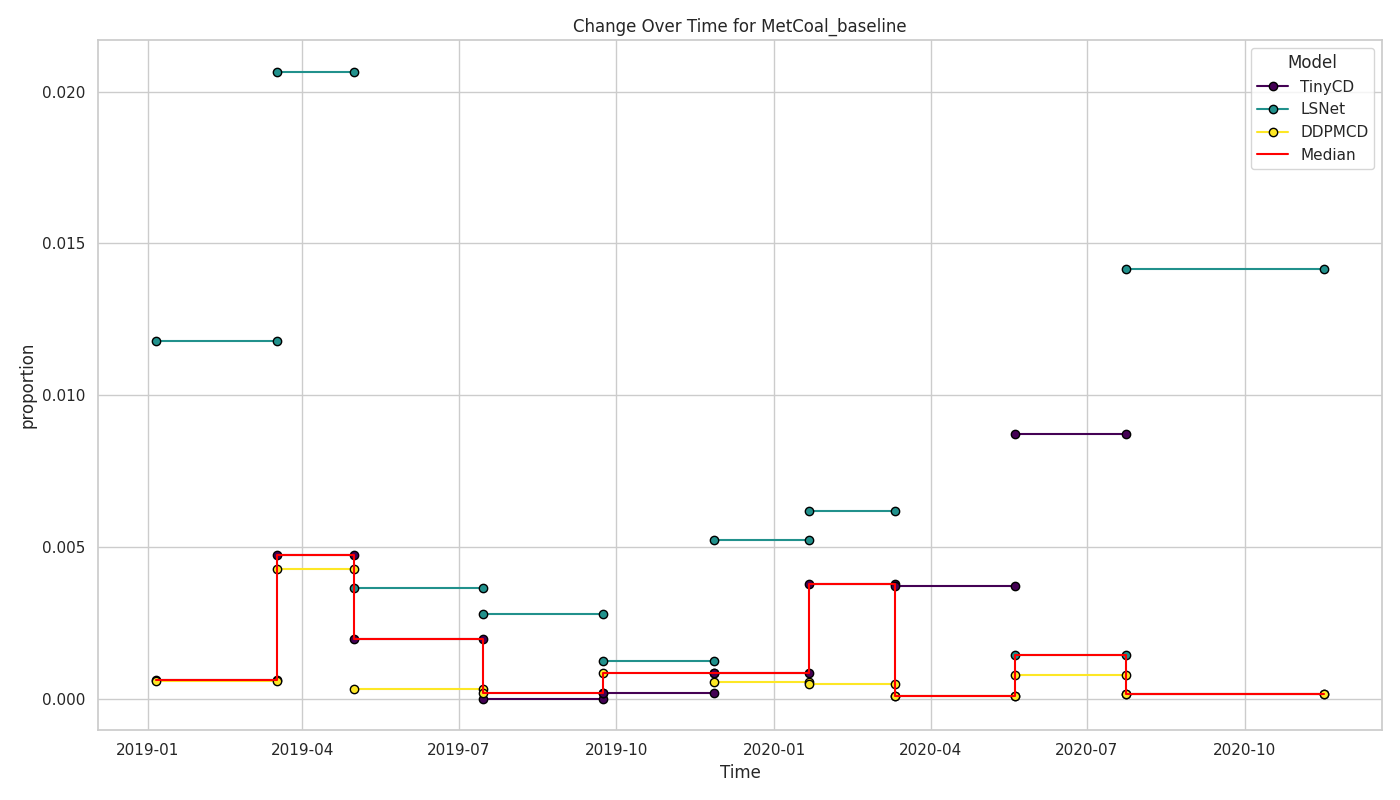 Change Over Time for MetCoal_baseline
Model
TinyCD
LSNet
DDPMCD
Median
proportion
0.020
0.015
0.010
0.005
0.000
2019-01
2019-04
2019-07
2019-10
2020-01
2020-04
2020-07
2020-10
Time